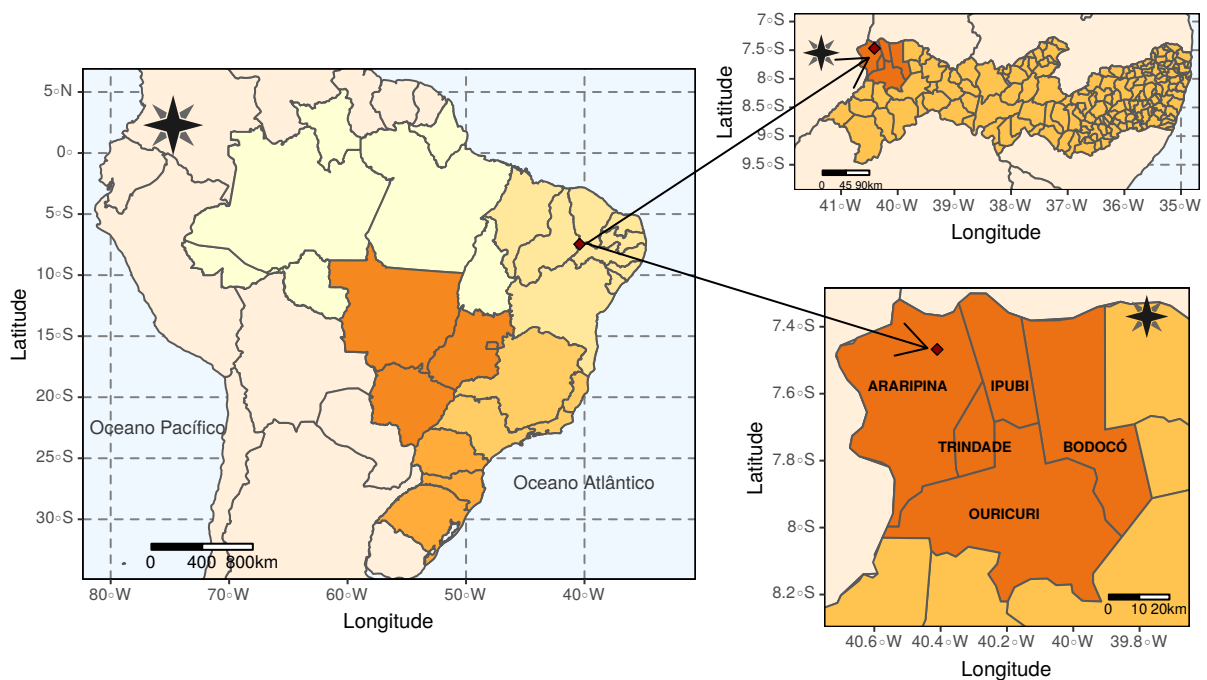 5◦N
0◦
5◦S
10◦S
15◦S
20◦S
25◦S
30◦S
Latitude
Oceano Pacífico
Oceano Atlântico
0 400 800km
80◦W 70◦W 60◦W 50◦W 40◦W
Longitude
7◦S
7.5◦S
8◦S
8.5◦S
9◦S
9.5◦S
Latitude
0 45 90km
41◦W 40◦W 39◦W 38◦W 37◦W 36◦W 35◦W
Longitude
7.4◦S
7.6◦S
7.8◦S
8◦S
8.2◦S
Latitude
ARARIPINA IPUBI
TRINDADE BODOCÓ
OURICURI
0 10 20km
40.6◦W 40.4◦W 40.2◦W 40◦W 39.8◦W
Longitude